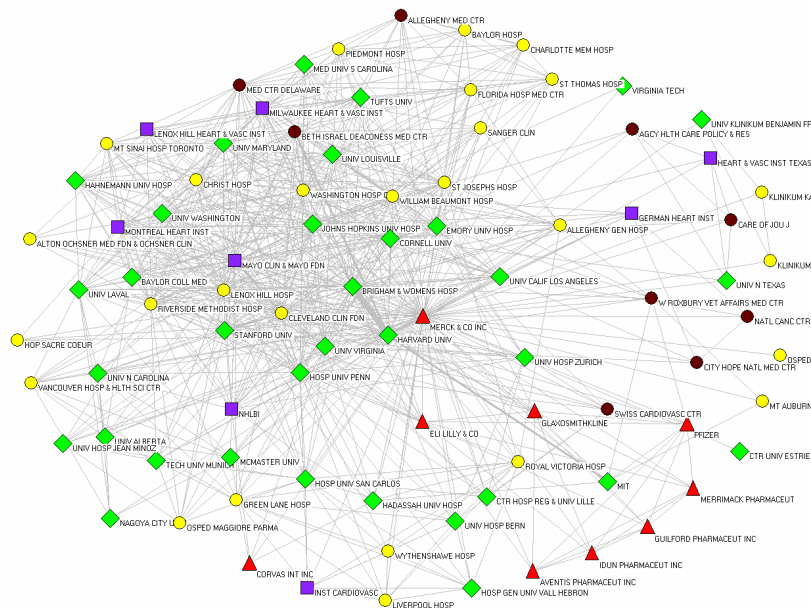 ALLEGHENY MED CTR
BAYLOR HOSP
CHARLOTTE MEM HOSP
PIEDMONT HOSP
MED UNIV S CAROLINA
ST THOMAS HOSP
VIRGINIA TECH
MED CTR DELAWARE
FLORIDA HOSP MED CTR
TUFTS UNIV
MILWAUKEE HEART & VASC INST
UNIV KLINIKUM BENJAMIN FR
LENOX HILL HEART & VASC INST
BETH ISRAEL DEACONESS MED CTR
SANGER CLIN
AGCY HLTH CARE POLICY & RES
MT SINAI HOSP TORONTO
UNIV MARYLAND
UNIV LOUISVILLE
HEART & VASC INST TEXAS
HAHNEMANN UNIV HOSP
CHRIST HOSP
ST JOSEPHS HOSP
WASHINGTON HOSP
WILLIAM BEAUMONT HOSP
KLINIKUM KA
UNIV WASHINGTON
GERMAN HEART INST
CARE OF JOU J
MONTREAL HEART INST
JOHNS HOPKINS UNIV HOSP
EMORY UNIV HOSP
ALLEGHENY GEN HOSP
ALTON OCHSNER MED FDN & OCHSNER CLIN
CORNELL UNIV
MAYO CLIN & MAYO FDN
KLINIKUM
BAYLOR COLL MED
UNIV CALIF LOS ANGELES
UNIV N TEXAS
UNIV LAVAL
LENOX HILL HOSP
BRIGHAM & WOMENS HOSP
RIVERSIDE METHODIST HOSP
W ROXBURY VET AFFAIRS MED CTR
CLEVELAND CLIN FDN
MERCK & CO INC
NATL CANC CTR
STANFORD UNIV
HARVARD UNIV
HOP SACRE COEUR
UNIV VIRGINIA
UNIV HOSP ZURICH
OSPED
CITY HOPE NATL MED CTR
UNIV N CAROLINA
HOSP UNIV PENN
VANCOUVER HOSP & HLTH SCI CTR
MT AUBURN
NHLBI
GLAXOSMITHKLINE
SWISS CARDIOVASC CTR
ELI LILLY & CO
PFIZER
UNIV ALBERTA
UNIV HOSP JEAN MINOZ
CTR UNIV ESTRIE
TECH UNIV MUNICH
MCMASTER UNIV
ROYAL VICTORIA HOSP
HOSP UNIV SAN CARLOS
MIT
MERRIMACK PHARMACEUT
GREEN LANE HOSP
HADASSAH UNIV HOSP
CTR HOSP REG & UNIV LILLE
NAGOYA CITY
OSPED MAGGIORE PARMA
UNIV HOSP BERN
GUILFORD PHARMACEUT INC
WYTHENSHAWE HOSP
IDUN PHARMACEUT INC
CORVAS INT INC
AVENTIS PHARMACEUT INC
INST CARDIOVASC
HOSP GEN UNIV VALL HEBRON
LIVERPOOL HOSP